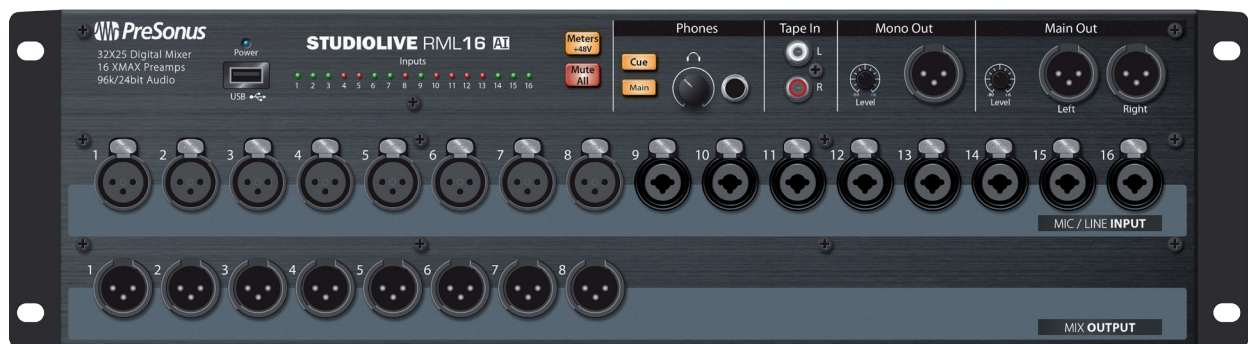 PreSonus
32X25 Digital Mixer
16 XMAX Preamps
96k/24bit Audio
Power
USB
STUDIOLIVE RML16 AI
Inputs
1 2 3 4 5 6 7 8 9 10 11 12 13 14 15 16
Meters
+48V
Mute
All
Phones
Cue
Main
Tape In
L
R
Mono Out
Level
Main Out
Level
Left
Right
1 2 3 4 5 6 7 8 9 10 11 12 13 14 15 16
MIC / LINE INPUT
1 2 3 4 5 6 7 8
MIX OUTPUT